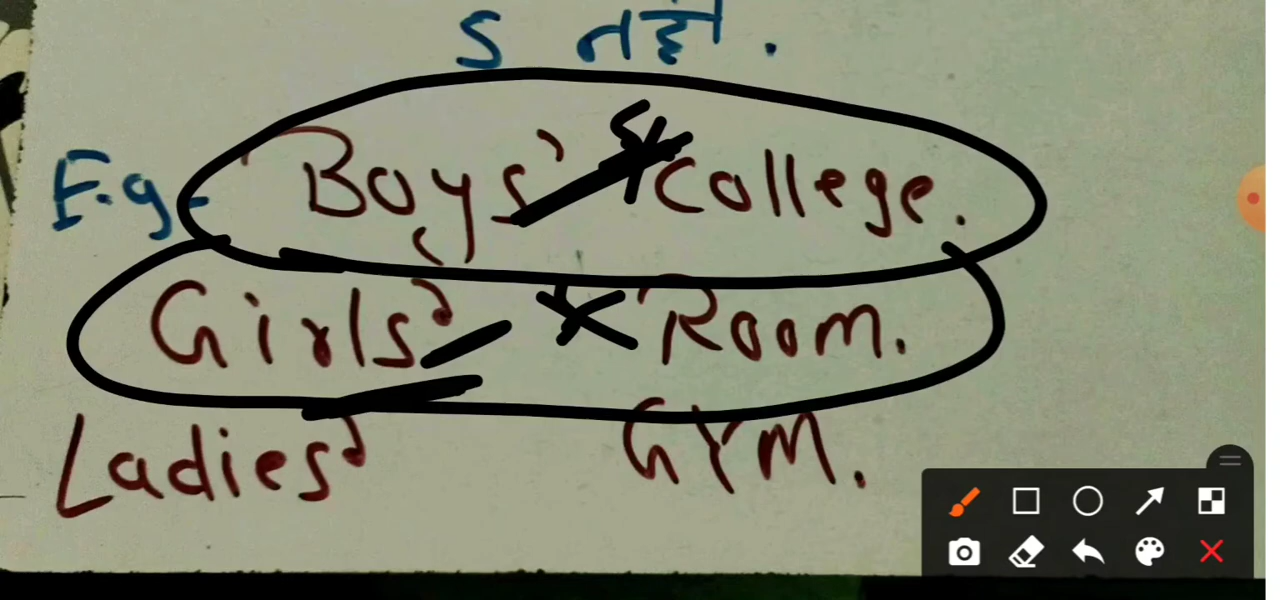 S नहीं.
E.g. Boys' College.
Girls' Room.
Ladies' GYM.